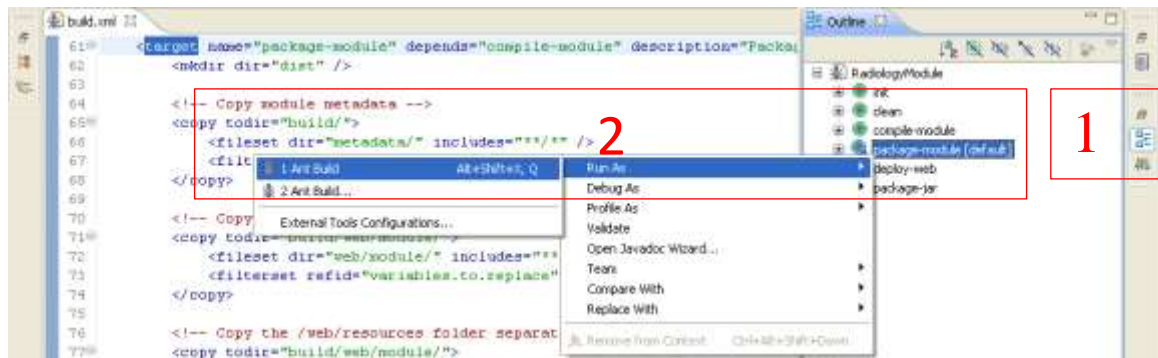 build.xml
Outline
61 <target name="package-module" depends="compile-module" description="Packa
62 <mkdir dir="dist" />
63
64 <!-- Copy module metadata -->
65 <copy todir="build/">
66 <fileset dir="metadata/" includes="**/*" />
67 <filt
68 </copy>
69
70 <!-- Copy
71 <copy todir="build/web/module/">
72 <fileset dir="web/module/" includes="**
73 <filterset refid="variables.to.replace"
74 </copy>
75
76 <!-- Copy the /web/resources folder separat
77 <copy todir="build/web/module/">
1 Ant Build Alt+Shift+X, Q
2 Ant Build...
External Tools Configurations...
Run As
Debug As
Profile As
Validate
Open Javadoc Wizard...
Team
Compare With
Replace With
Remove from Context Ctrl+Alt+Shift+Down
RadiologyModule
init
clean
compile-module
package-module [default]
deploy-web
package-jar
2
1